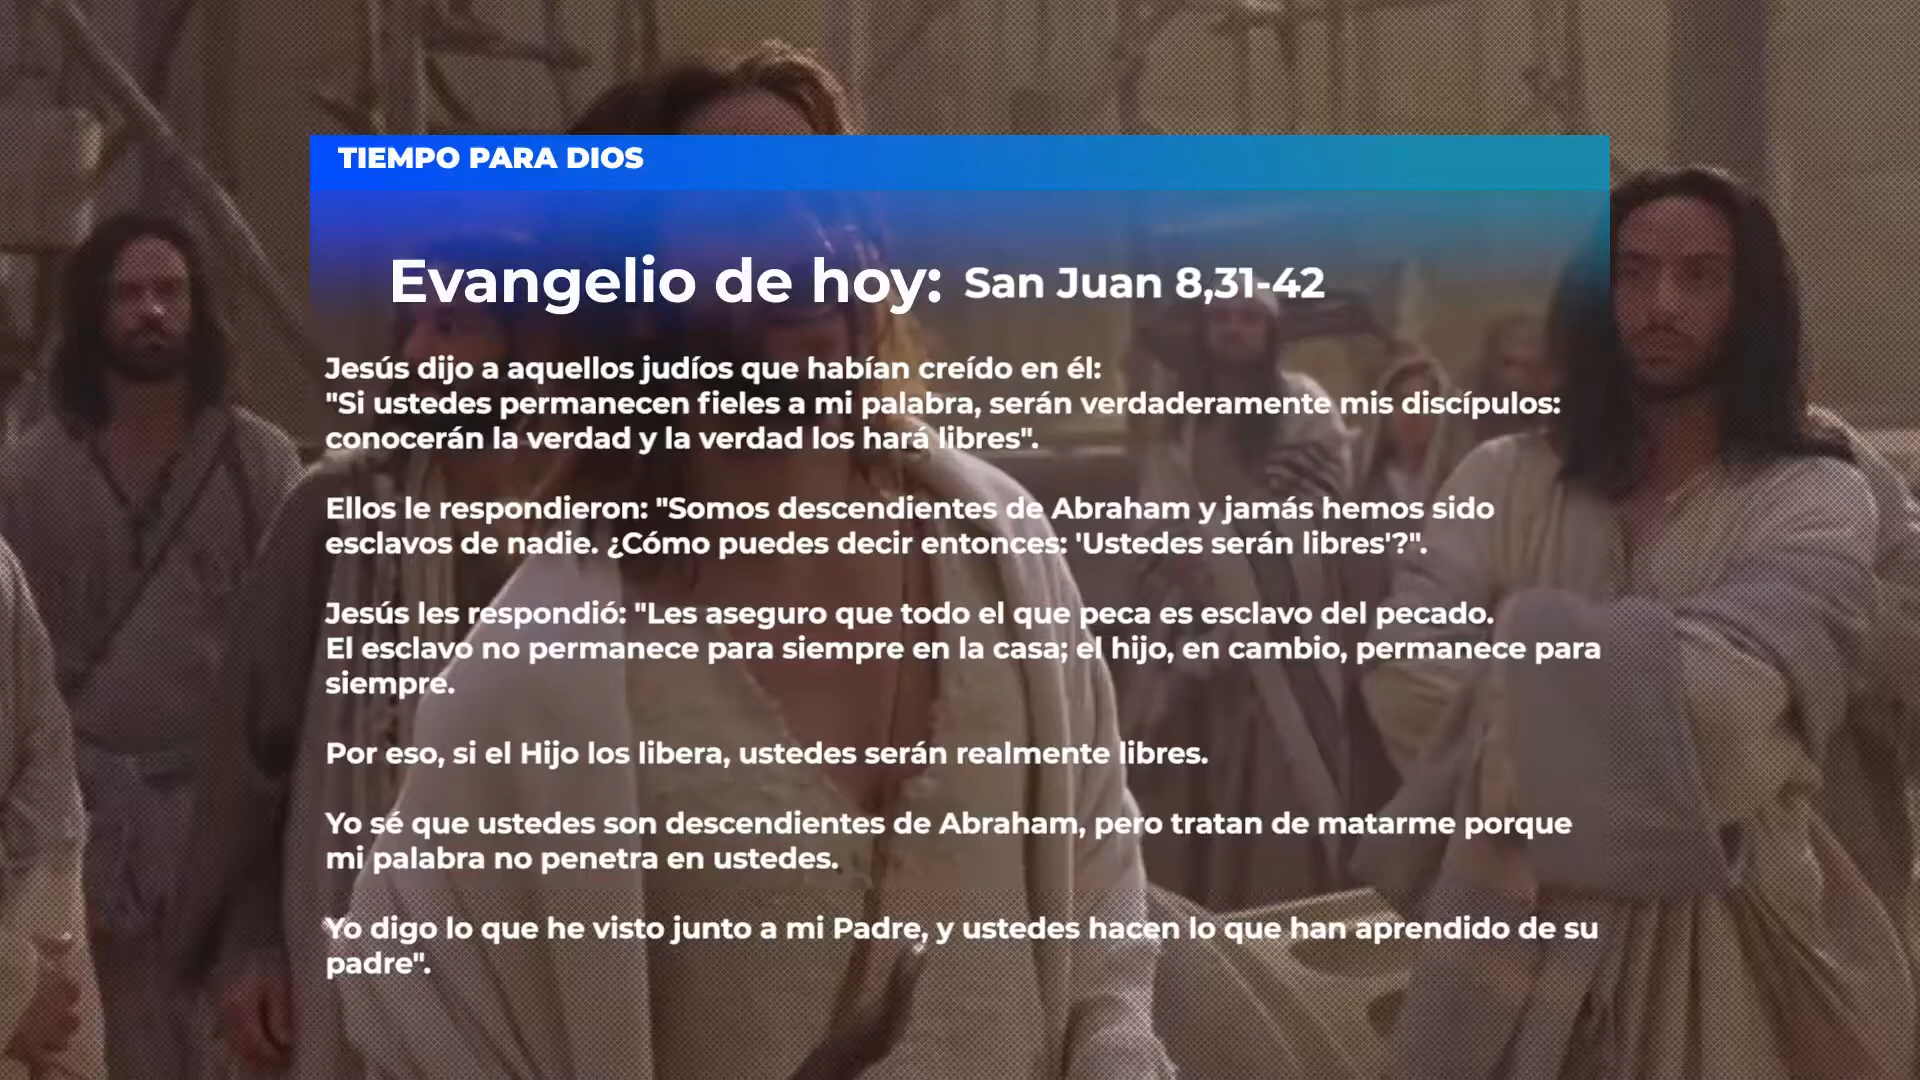 TIEMPO PARA DIOS
Evangelio de hoy: San Juan 8,31-42
Jesús dijo a aquellos judíos que habían creído en él:
"Si ustedes permanecen fieles a mi palabra, serán verdaderamente mis discípulos:
conocerán la verdad y la verdad los hará libres".
Ellos le respondieron: "Somos descendientes de Abraham y jamás hemos sido
esclavos de nadie. ¿Cómo puedes decir entonces: 'Ustedes serán libres'?".
Jesús les respondió: "Les aseguro que todo el que peca es esclavo del pecado.
El esclavo no permanece para siempre en la casa; el hijo, en cambio, permanece para
siempre.
Por eso, si el Hijo los libera, ustedes serán realmente libres.
Yo sé que ustedes son descendientes de Abraham, pero tratan de matarme porque
mi palabra no penetra en ustedes.
Yo digo lo que he visto junto a mi Padre, y ustedes hacen lo que han aprendido de su
padre".